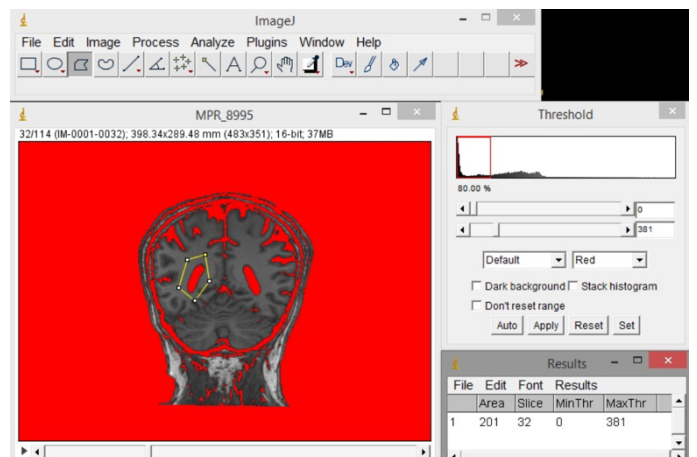 ImageJ
File Edit Image Process Analyze Plugins Window Help
Dev
MPR_8995
32/114 (IM-0001-0032); 398.34x289.48 mm (483x351); 16-bit; 37MB
Threshold
80.00 %
0
381
Default Red
Dark background Stack histogram
Don't reset range
Auto Apply Reset Set
Results
File Edit Font Results
Area Slice MinThr MaxThr
1 201 32 0 381